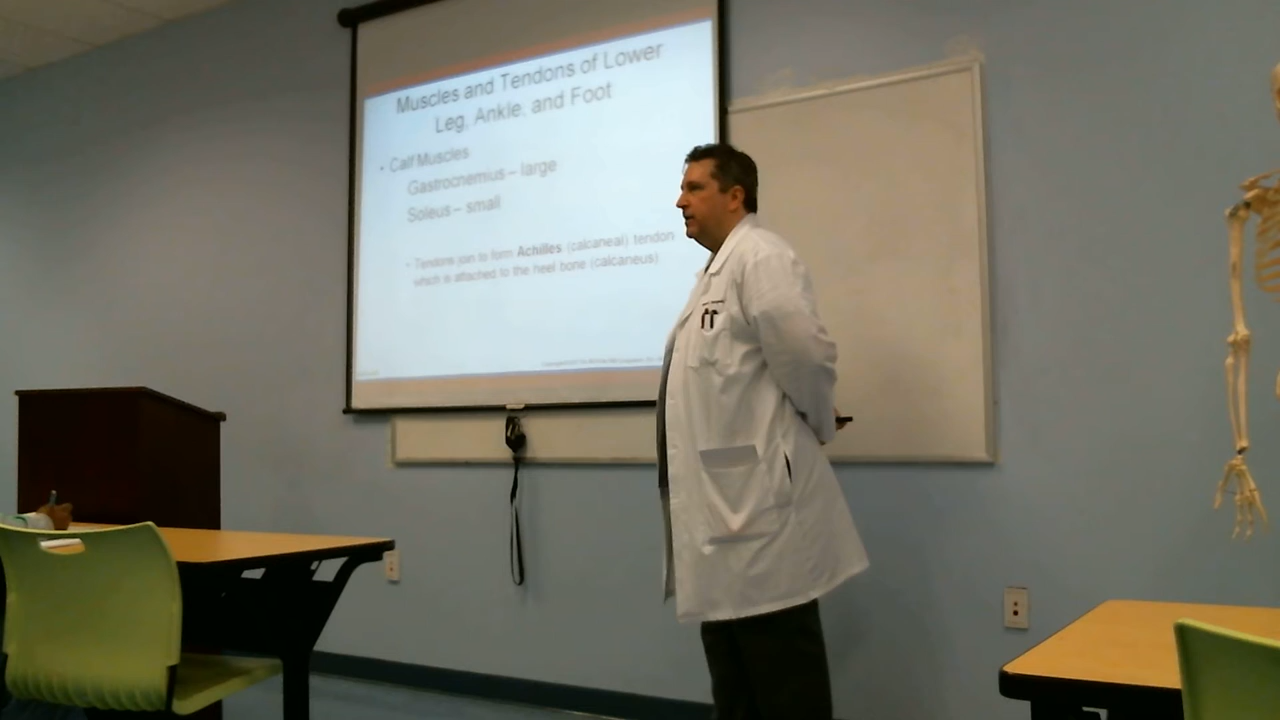 Muscles and Tendons of Lower
Leg, Ankle, and Foot
• Calf Muscles
Gastrocnemius – large
Soleus – small
• Tendons join to form Achilles (calcaneal) tendon
which is attached to the heel bone (calcaneus)